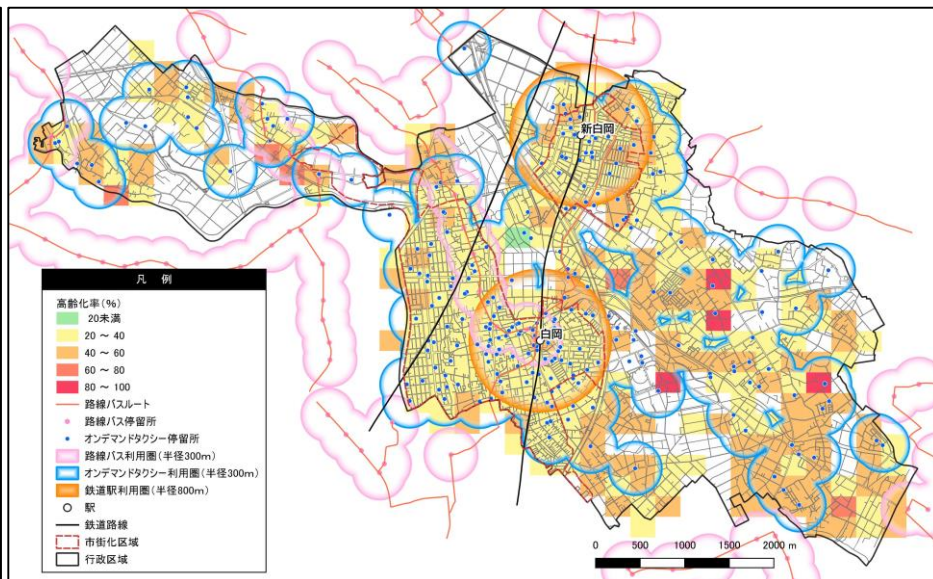 新白岡
白岡
凡 例
高齢化率(%)
20未満
20 ~ 40
40 ~ 60
60 ~ 80
80 ~ 100
路線バスルート
路線バス停留所
オンデマンドタクシー停留所
路線バス利用圏(半径300m)
オンデマンドタクシー利用圏(半径300m)
鉄道駅利用圏(半径800m)
駅
鉄道路線
市街化区域
行政区域
0 500 1000 1500 2000 m